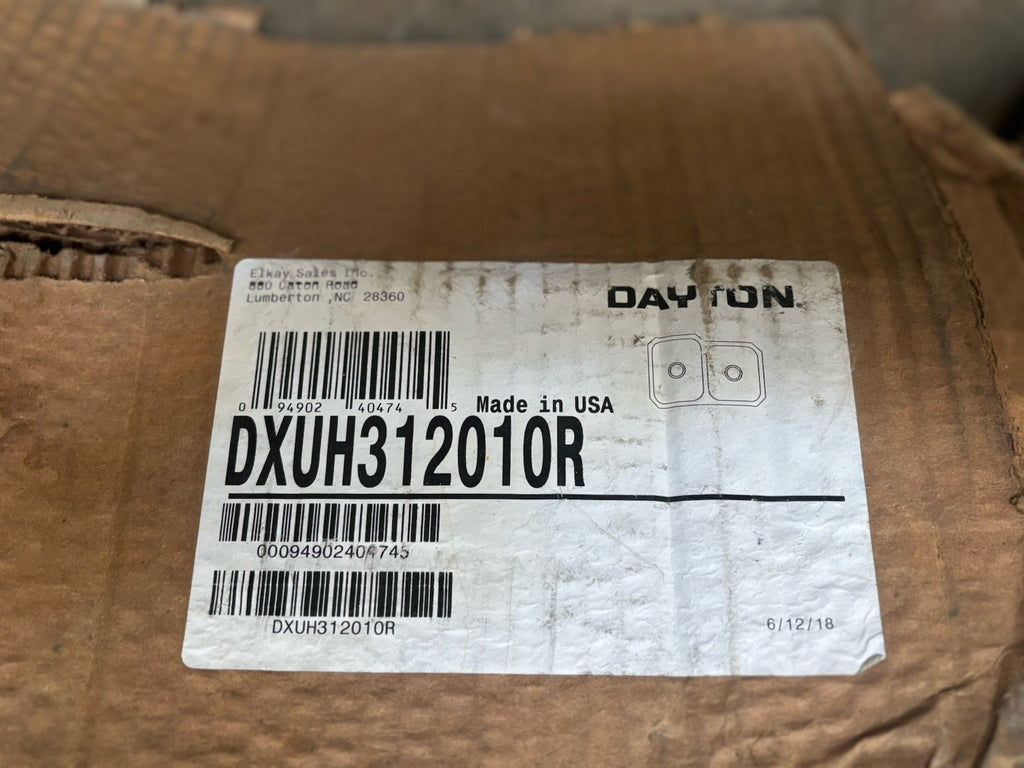 Elkay Sales Inc.
880 Caton Road
Lumberton ,NC 28360
DAYTON.
0 94902 40474 5
Made in USA
DXUH312010R
00094902404745
DXUH312010R
6/12/18